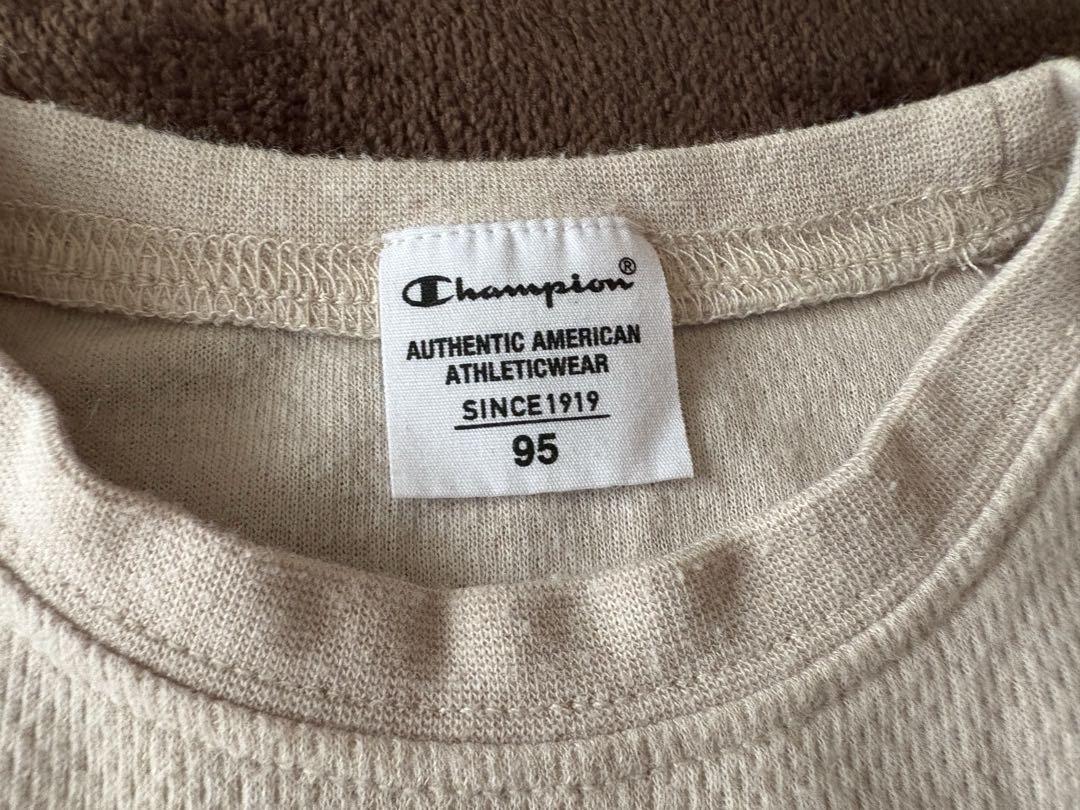 Champion®
AUTHENTIC AMERICAN
ATHLETICWEAR
SINCE 1919
95